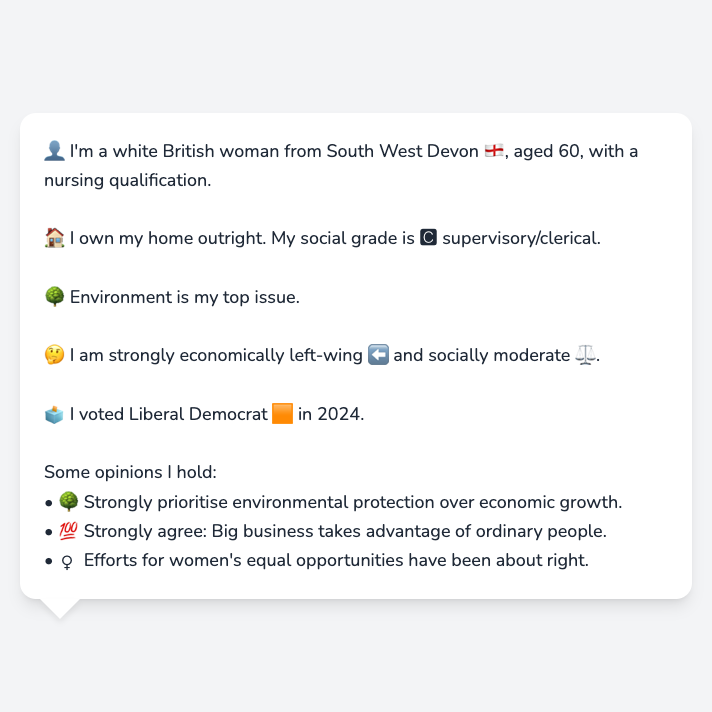 👤 I'm a white British woman from South West Devon 🏴󠁧󠁢󠁥󠁮󠁧󠁿, aged 60, with a
nursing qualification.
🏠 I own my home outright. My social grade is 🅲 supervisory/clerical.
🌳 Environment is my top issue.
🤔 I am strongly economically left-wing ⬅️ and socially moderate ⚖️.
🗳️ I voted Liberal Democrat 🟧 in 2024.
Some opinions I hold:
• 🌳 Strongly prioritise environmental protection over economic growth.
• 💯 Strongly agree: Big business takes advantage of ordinary people.
• ♀ Efforts for women's equal opportunities have been about right.